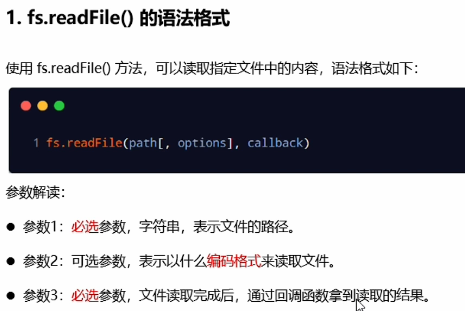 1. fs.readFile() 的语法格式
使用 fs.readFile() 方法，可以读取指定文件中的内容，语法格式如下：
1 fs.readFile(path[, options], callback)
参数解读：
● 参数1：必选参数，字符串，表示文件的路径。
● 参数2：可选参数，表示以什么编码格式来读取文件。
● 参数3：必选参数，文件读取完成后，通过回调函数拿到读取的结果。